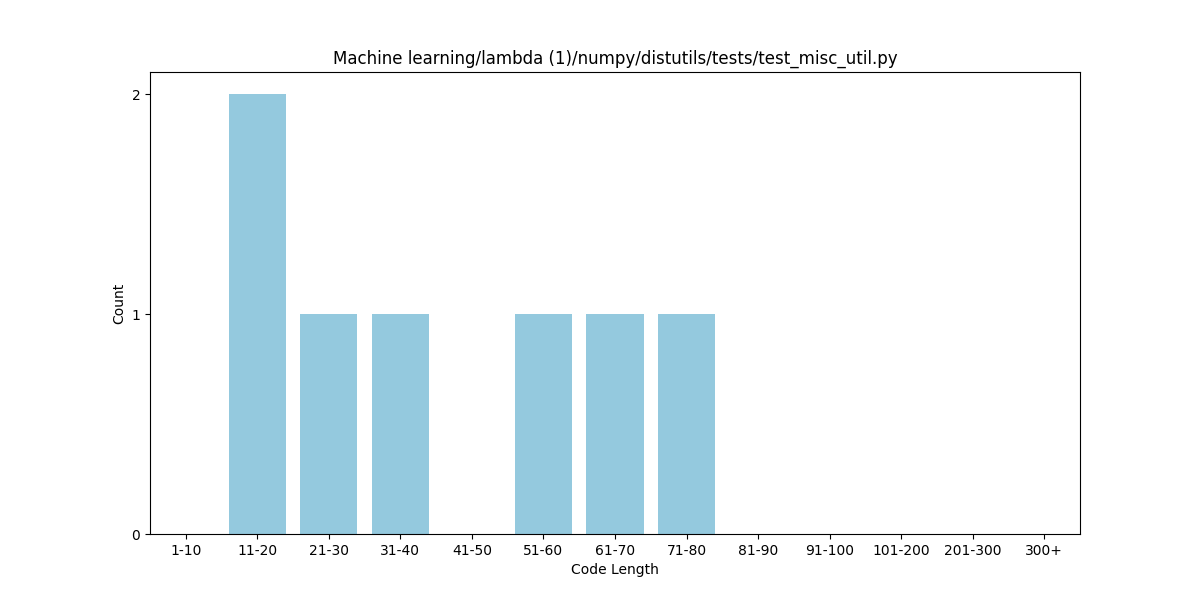 Machine learning/lambda (1)/numpy/distutils/tests/test_misc_util.py
2
1
0
Count
1-10 11-20 21-30 31-40 41-50 51-60 61-70 71-80 81-90 91-100 101-200 201-300 300+
Code Length